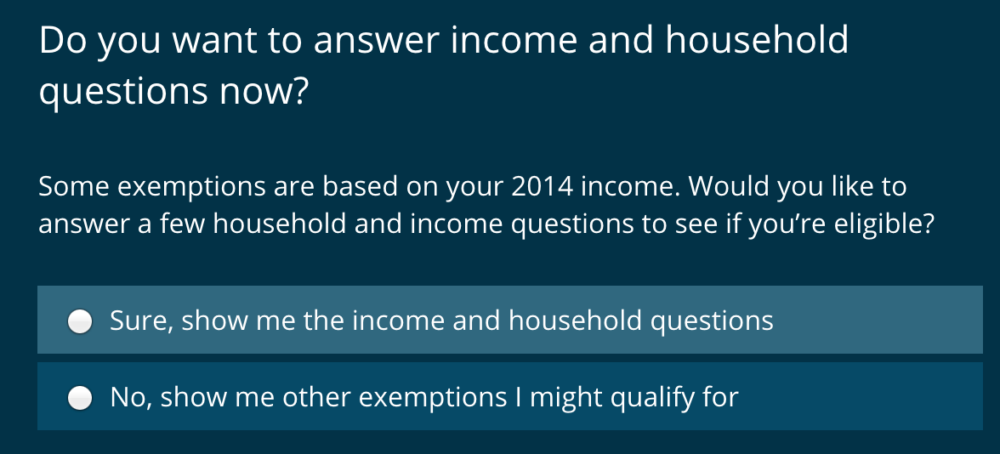 Do you want to answer income and household
questions now?
Some exemptions are based on your 2014 income. Would you like to
answer a few household and income questions to see if you’re eligible?
Sure, show me the income and household questions
No, show me other exemptions I might qualify for